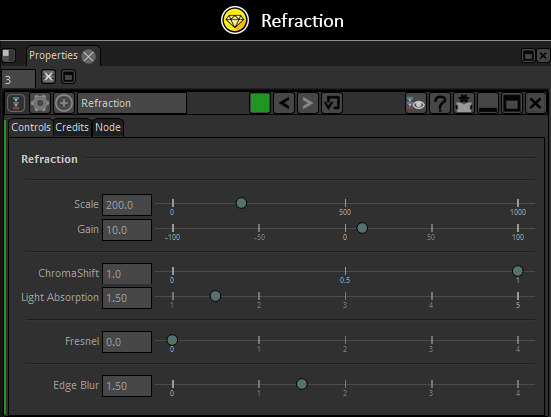 Refraction
Properties
3
Refraction
?
Controls Credits Node
Refraction
Scale 200.0 0 500 1000
Gain 10.0 -100 -50 0 50 100
ChromaShift 1.0 0 0.5 1
Light Absorption 1.50 1 2 3 4 5
Fresnel 0.0 0 1 2 3 4
Edge Blur 1.50 0 1 2 3 4